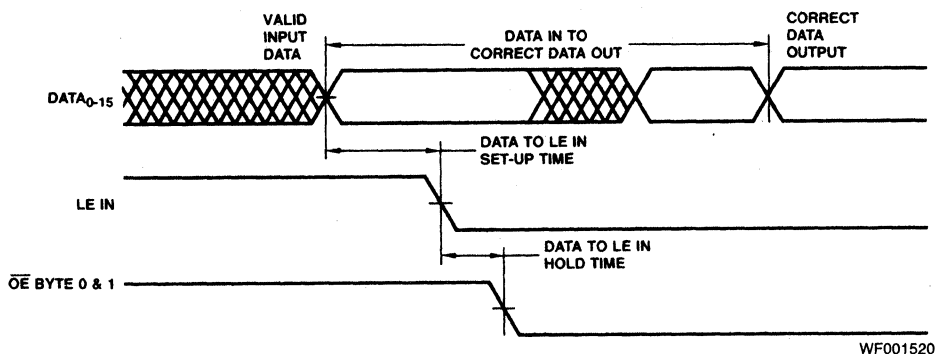 VALID
INPUT
DATA
DATA IN TO
CORRECT DATA OUT
CORRECT
DATA
OUTPUT
DATA0-15
DATA TO LE IN
SET-UP TIME
LE IN
DATA TO LE IN
HOLD TIME
OE BYTE 0 & 1
WF001520